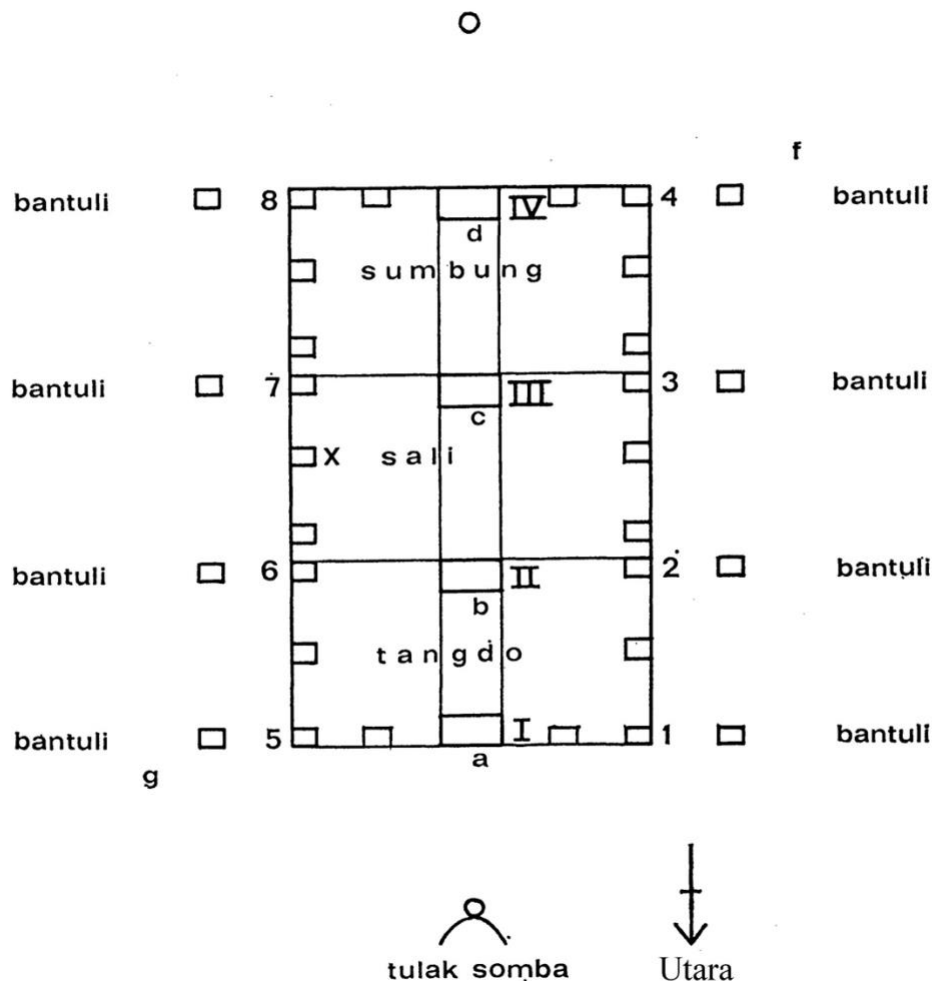 f
bantuli 8 IV 4 bantuli
d
sumbung
bantuli 7 III 3 bantuli
c
X sali
bantuli 6 II 2 bantuli
b
tangdo
bantuli 5 I 1 bantuli
a
g
tulak somba Utara